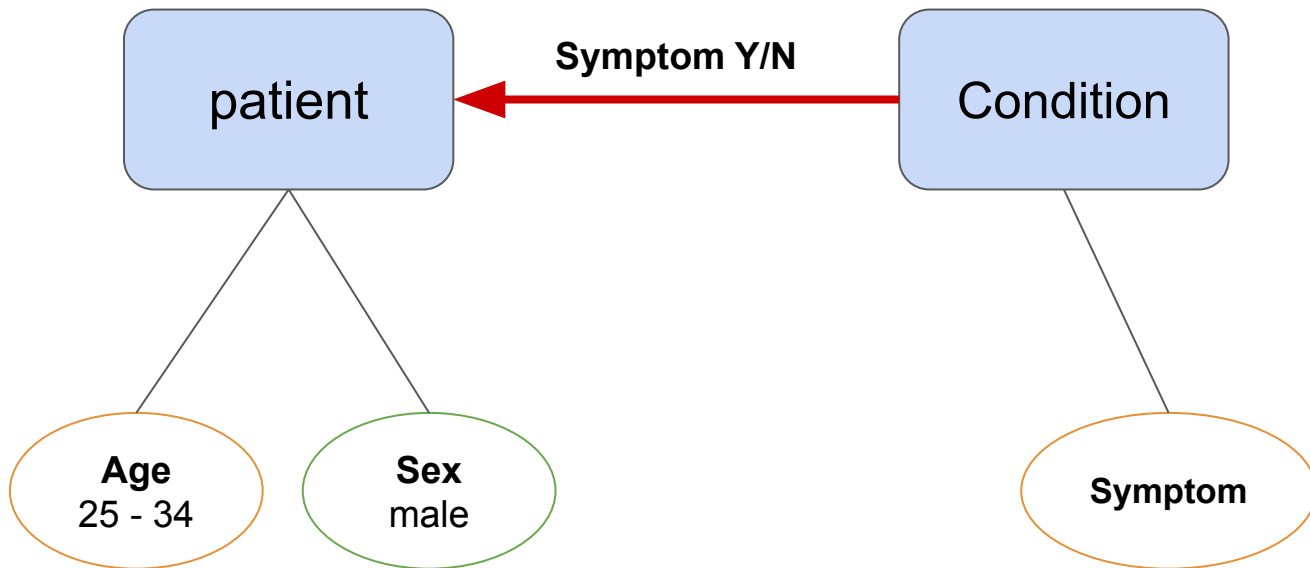 patient
Symptom Y/N
Condition
Age
25 - 34
Sex
male
Symptom